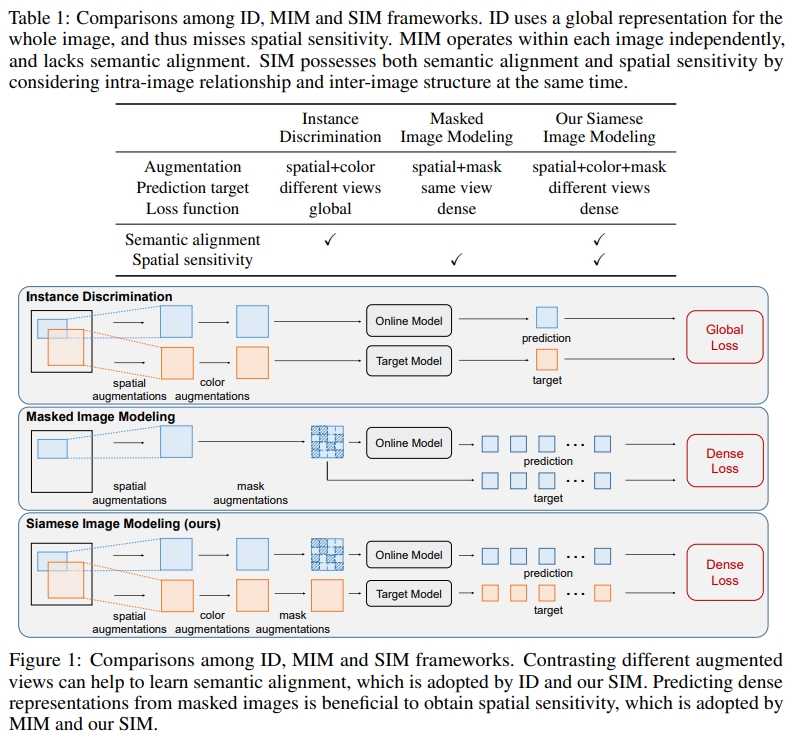 Table 1: Comparisons among ID, MIM and SIM frameworks. ID uses a global representation for the
whole image, and thus misses spatial sensitivity. MIM operates within each image independently,
and lacks semantic alignment. SIM possesses both semantic alignment and spatial sensitivity by
considering intra-image relationship and inter-image structure at the same time.
Instance Masked Our Siamese
Discrimination Image Modeling Image Modeling
Augmentation spatial+color spatial+mask spatial+color+mask
Prediction target different views same view different views
Loss function global dense dense
Semantic alignment ✓ ✓
Spatial sensitivity ✓ ✓
Instance Discrimination
Online Model
prediction
Global
Loss
Target Model
target
spatial color
augmentations augmentations
Masked Image Modeling
Online Model
prediction
Dense
Loss
target
spatial mask
augmentations augmentations
Siamese Image Modeling (ours)
Online Model
prediction
Dense
Loss
Target Model
target
spatial color mask
augmentations augmentations augmentations
Figure 1: Comparisons among ID, MIM and SIM frameworks. Contrasting different augmented
views can help to learn semantic alignment, which is adopted by ID and our SIM. Predicting dense
representations from masked images is beneficial to obtain spatial sensitivity, which is adopted by
MIM and our SIM.